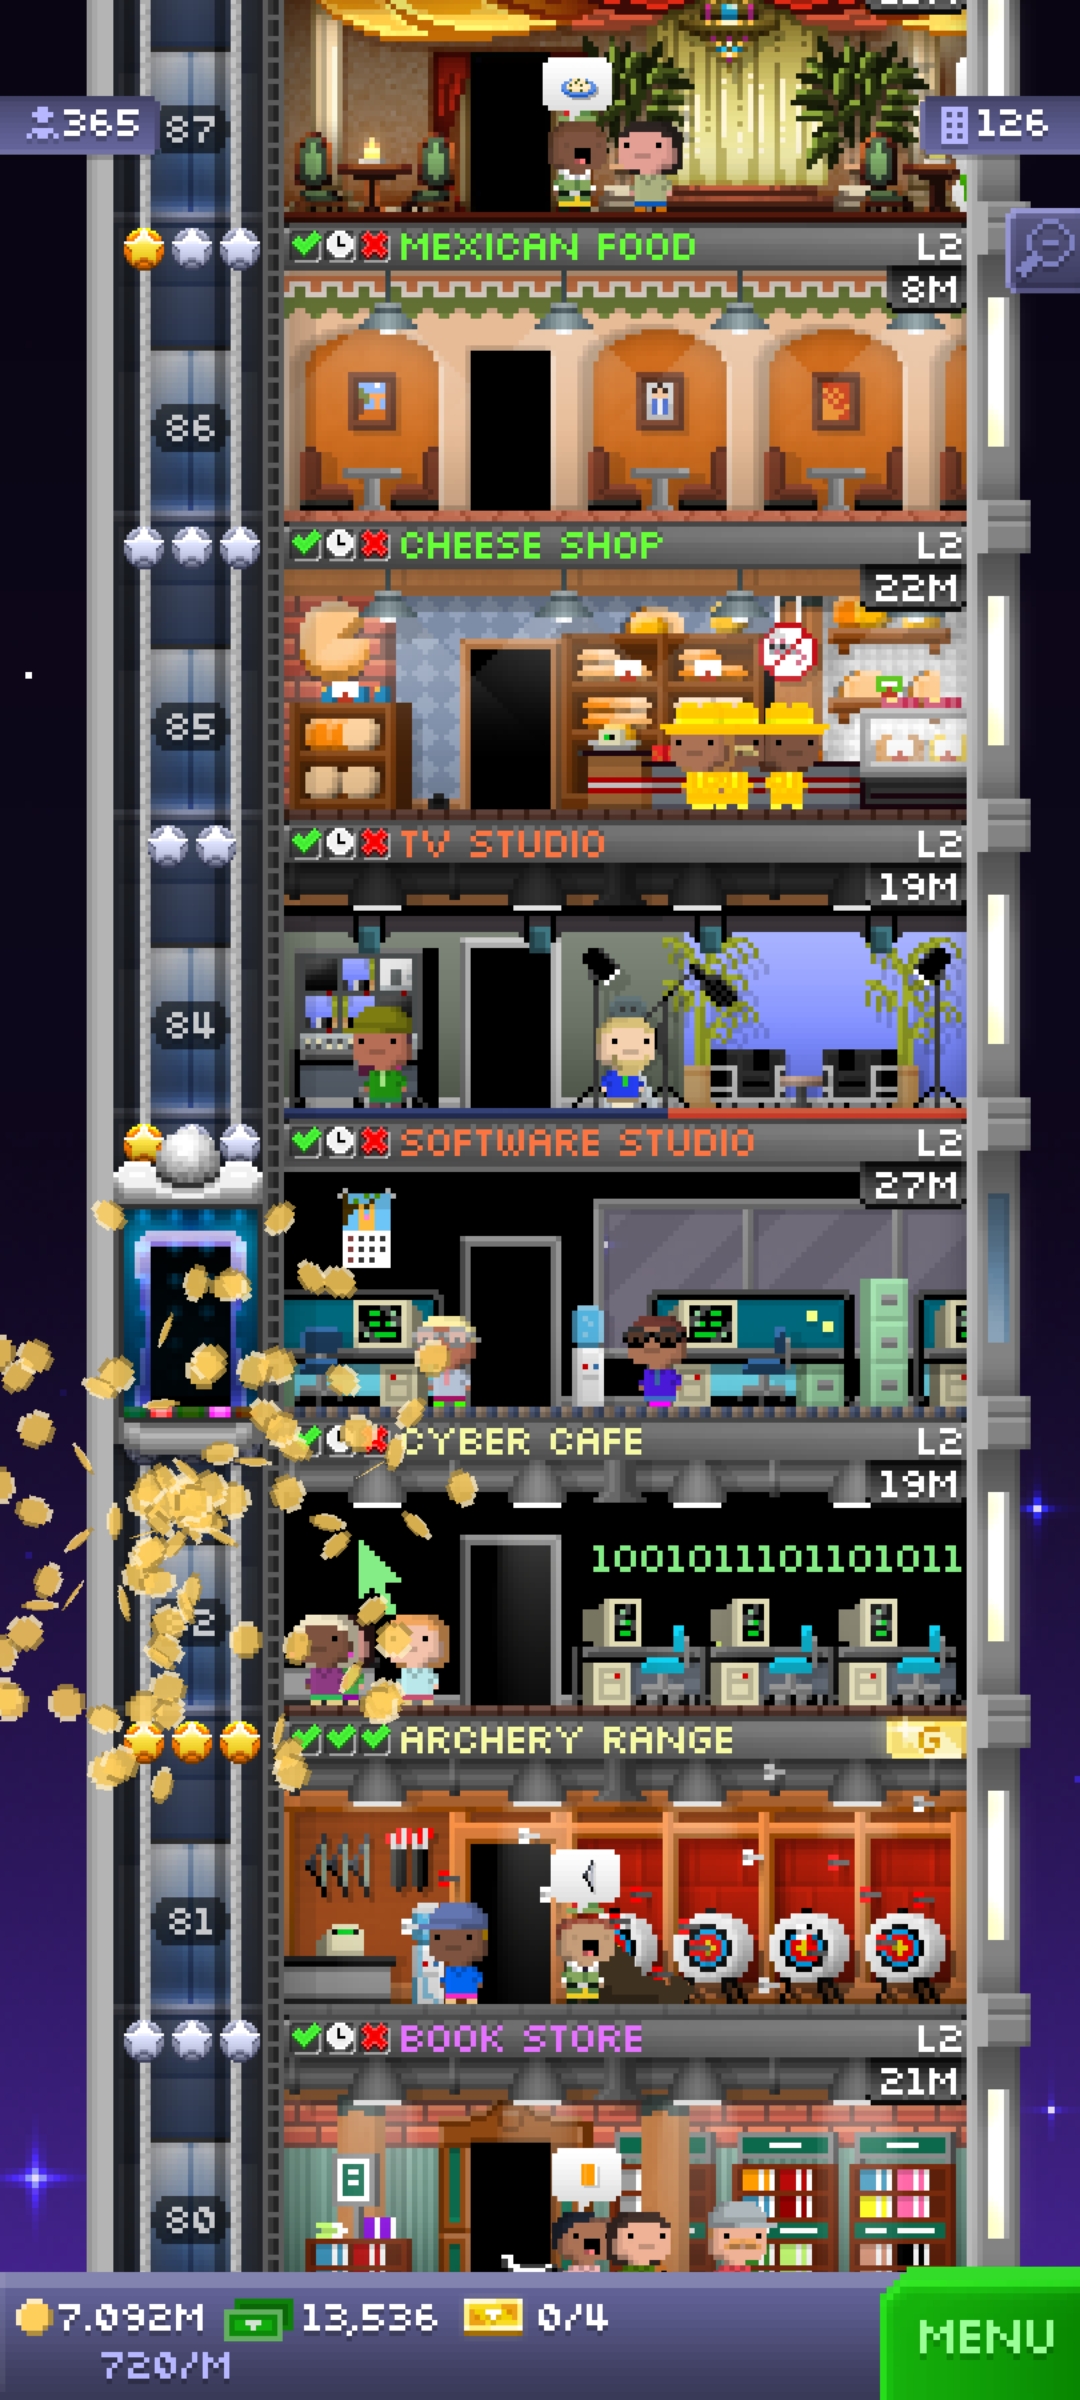 87
365
126
MEXICAN FOOD L2
8M
86
CHEESE SHOP L2
22M
85
TV STUDIO L2
19M
84
SOFTWARE STUDIO L2
27M
CYBER CAFE L2
19M
1001011101101011
ARCHERY RANGE G
81
BOOK STORE L2
21M
8
80
7.092M 13,536 0/4
720/M
MENU